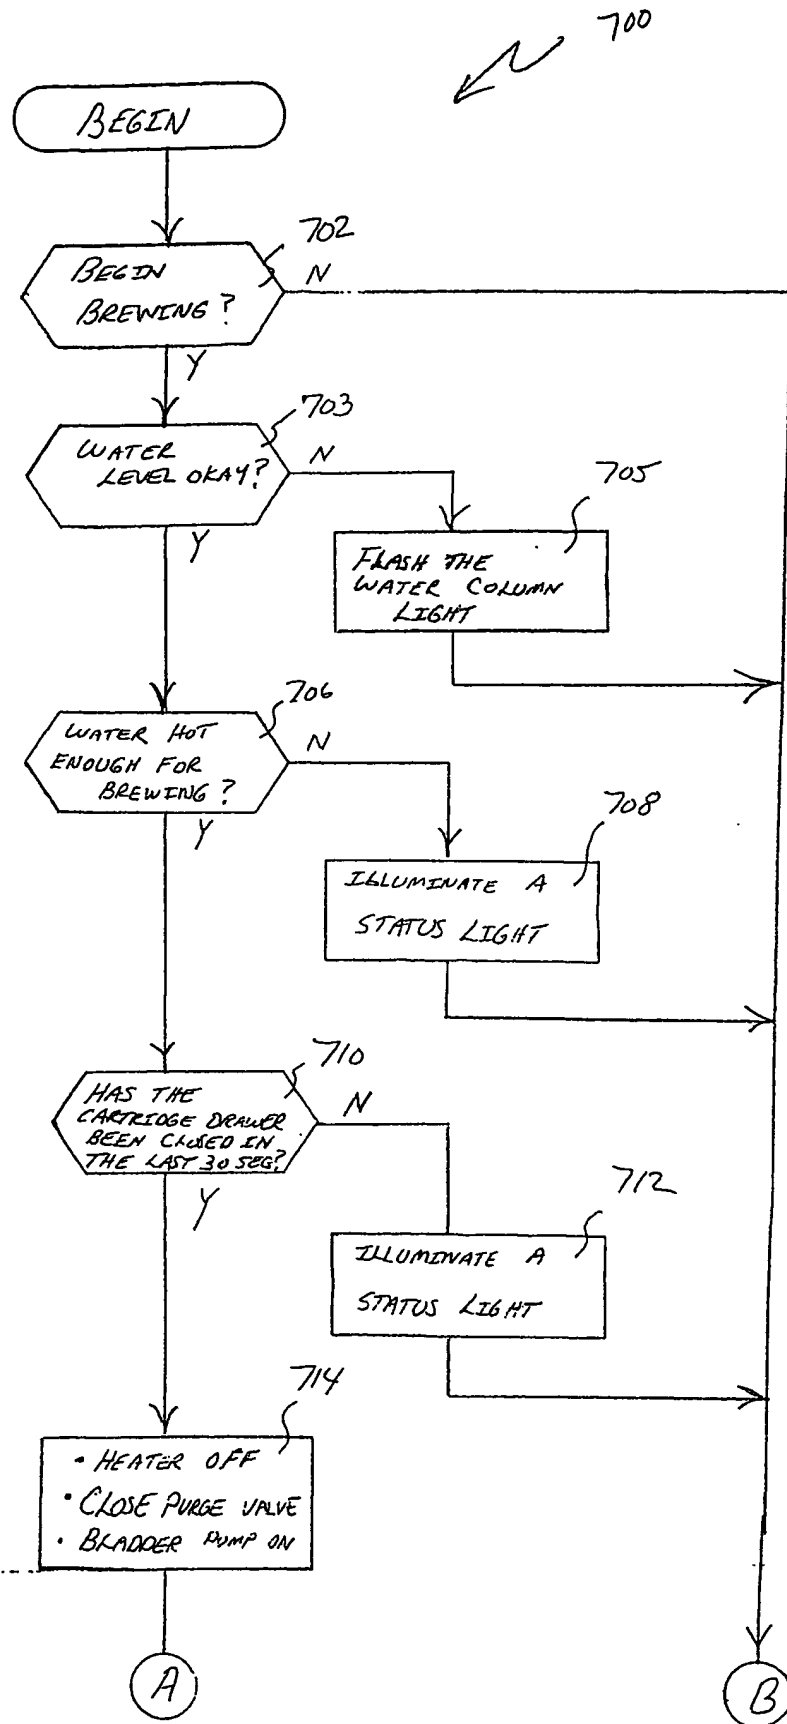 700
BEGIN
702
BEGIN
BREWING?
N
Y
703
WATER
LEVEL OKAY?
N
Y
705
FLASH THE
WATER COLUMN
LIGHT
706
WATER HOT
ENOUGH FOR
BREWING?
N
Y
708
ILLUMINATE A
STATUS LIGHT
710
HAS THE
CARTRIDGE DRAWER
BEEN CLOSED IN
THE LAST 30 SEC?
N
Y
712
ILLUMINATE A
STATUS LIGHT
714
• HEATER OFF
• CLOSE PURGE VALVE
• BLADDER PUMP ON
A
B